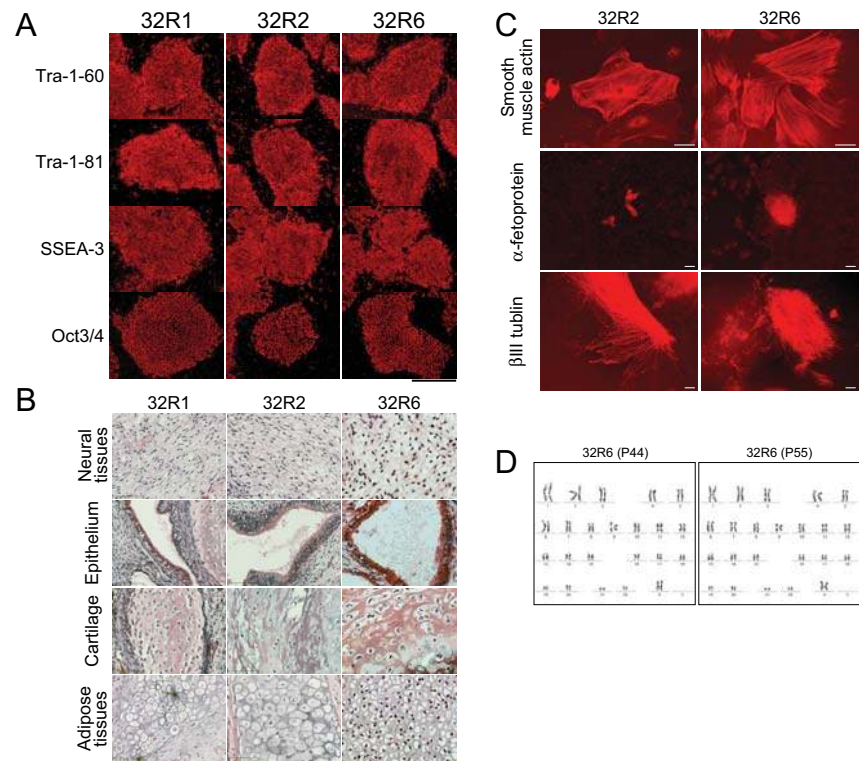 A
32R1
32R2
32R6
Tra-1-60
Tra-1-81
SSEA-3
Oct3/4
B
32R1
32R2
32R6
Neural
tissues
Epithelium
Cartilage
Adipose
tissues
C
32R2
32R6
Smooth
muscle actin
α-fetoprotein
βIII tublin
D
32R6 (P44)
32R6 (P55)